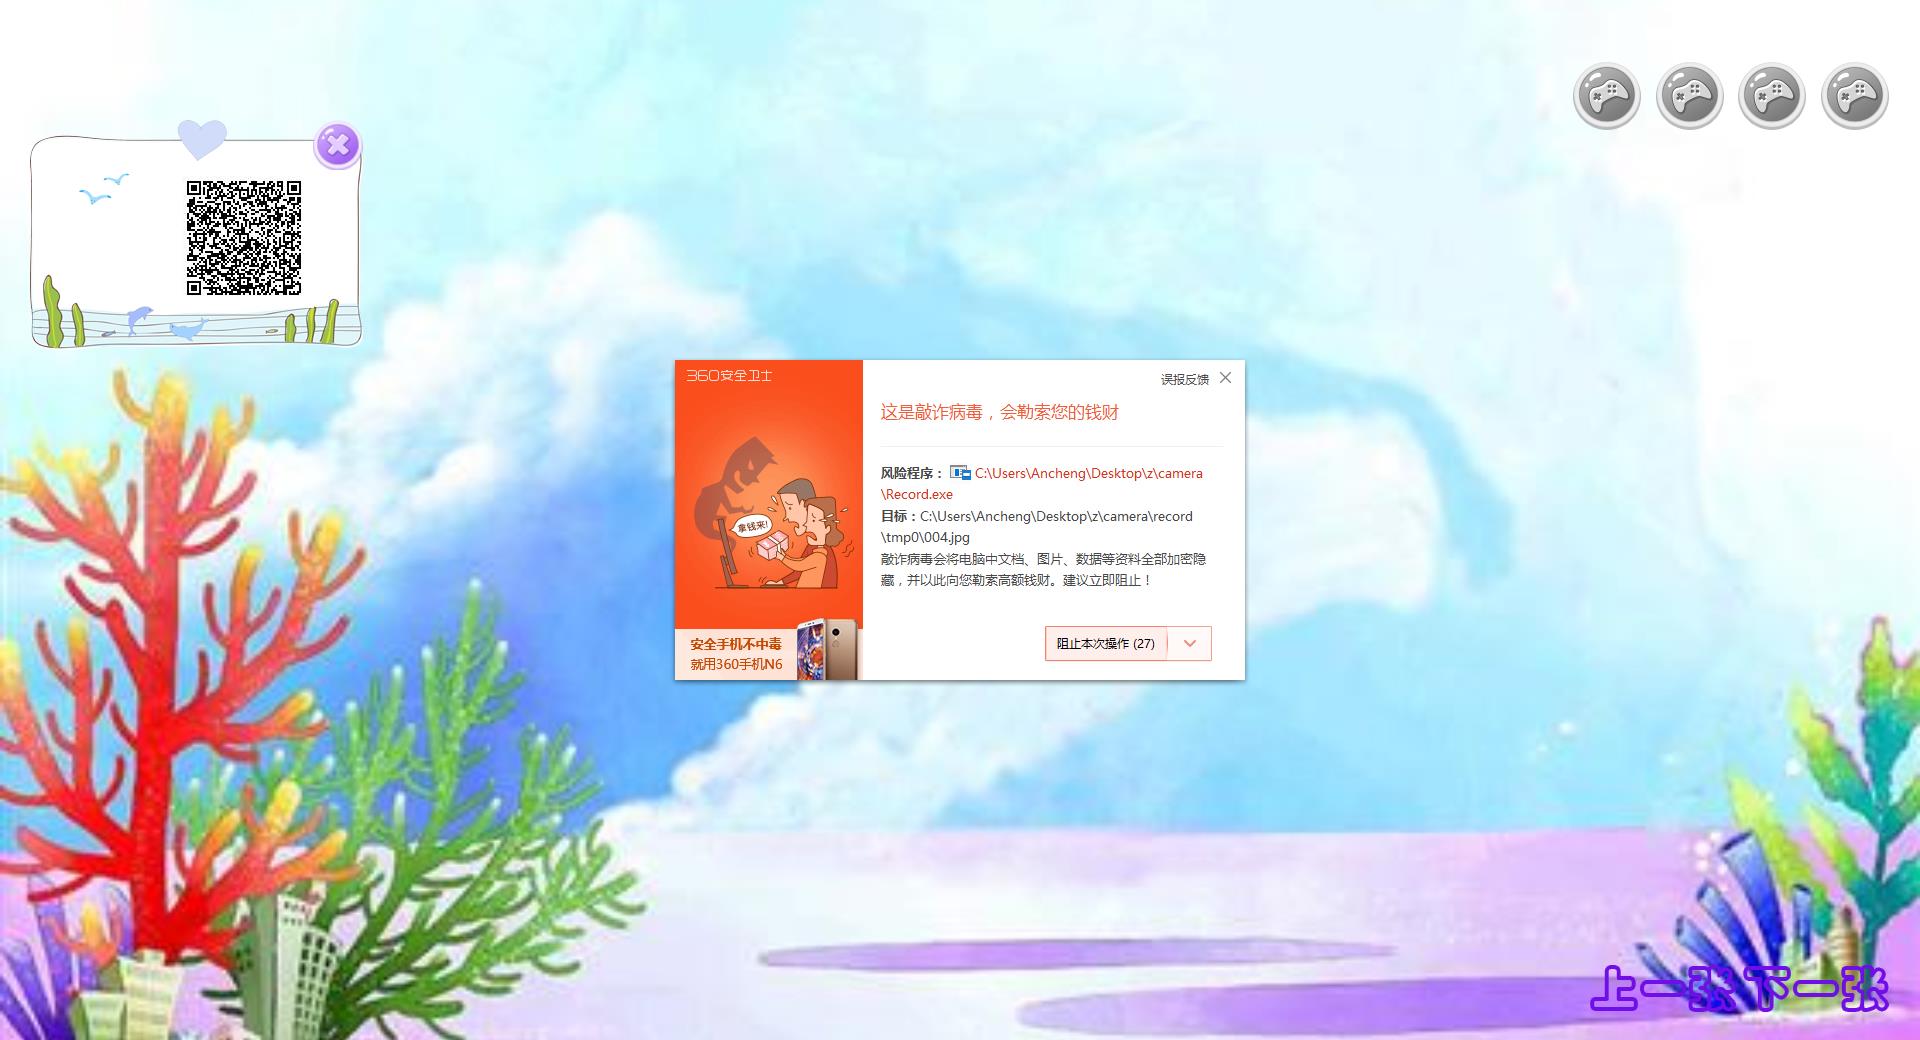 360安全卫士
误报反馈
这是敲诈病毒，会勒索您的钱财
风险程序： C:\Users\Ancheng\Desktop\z\camera
\Record.exe
目标：C:\Users\Ancheng\Desktop\z\camera\record
\tmp0\004.jpg
敲诈病毒会将电脑中文档、图片、数据等资料全部加密隐
藏，并以此向您勒索高额钱财。建议立即阻止！
拿钱来!
安全手机不中毒
就用360手机N6
阻止本次操作 (27)
上一张 下一张